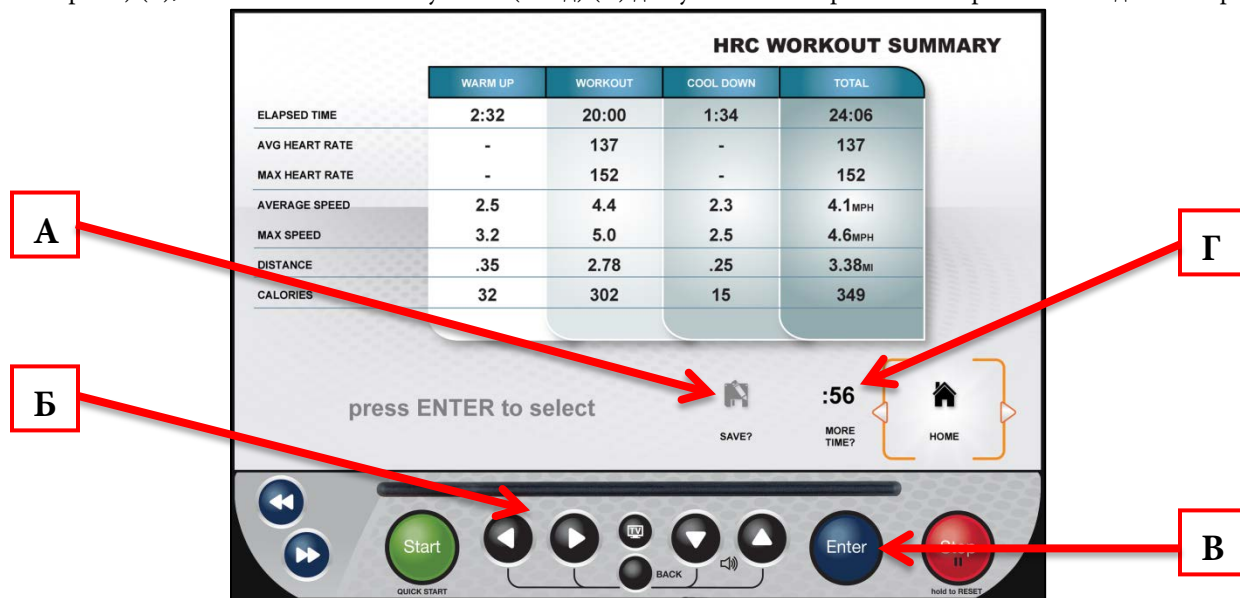 HRC WORKOUT SUMMARY
WARM UP WORKOUT COOL DOWN TOTAL
ELAPSED TIME 2:32 20:00 1:34 24:06
AVG HEART RATE - 137 - 137
MAX HEART RATE - 152 - 152
AVERAGE SPEED 2.5 4.4 2.3 4.1MPH
MAX SPEED 3.2 5.0 2.5 4.6MPH
DISTANCE .35 2.78 .25 3.38MI
CALORIES 32 302 15 349
А
Г
Б
press ENTER to select
:56
SAVE?
MORE
TIME?
HOME
TV
Start
Enter
Stop
В
BACK
QUICK START
hold to RESET